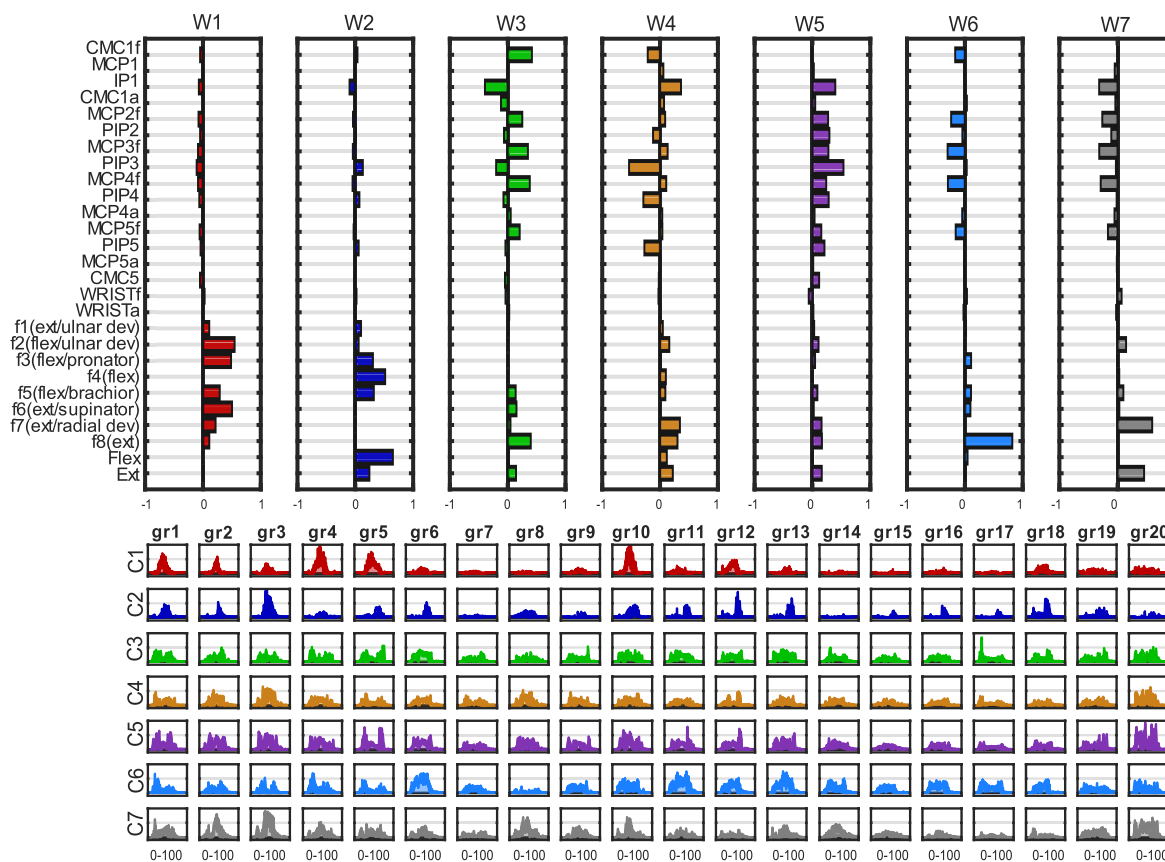 W1 W2 W3 W4 W5 W6 W7
CMC1f
MCP1
IP1
CMC1a
MCP2f
PIP2
MCP3f
PIP3
MCP4f
PIP4
MCP4a
MCP5f
PIP5
MCP5a
CMC5
WRISTf
WRISTa
f1(ext/ulnar dev)
f2(flex/ulnar dev)
f3(flex/pronator)
f4(flex)
f5(flex/brachior)
f6(ext/supinator)
f7(ext/radial dev)
f8(ext)
Flex
Ext
-1 0 1 -1 0 1 -1 0 1 -1 0 1 -1 0 1 -1 0 1 -1 0 1
gr1 gr2 gr3 gr4 gr5 gr6 gr7 gr8 gr9 gr10 gr11 gr12 gr13 gr14 gr15 gr16 gr17 gr18 gr19 gr20
C1
C2
C3
C4
C5
C6
C7
0-100 0-100 0-100 0-100 0-100 0-100 0-100 0-100 0-100 0-100 0-100 0-100 0-100 0-100 0-100 0-100 0-100 0-100 0-100 0-100